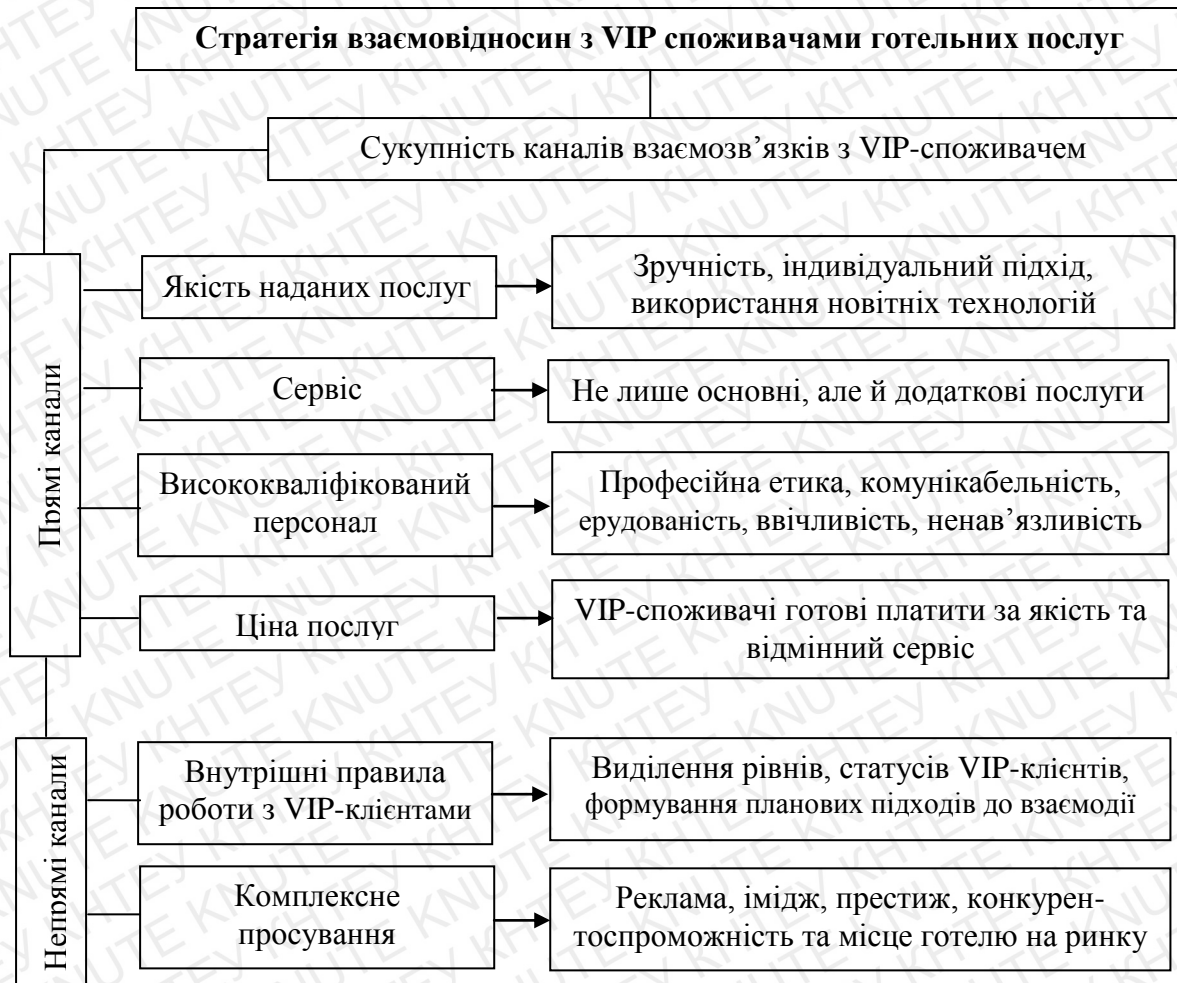 Стратегія взаємовідносин з VIP споживачами готельних послуг
Сукупність каналів взаємозв’язків з VIP-споживачем
Прямі канали
Якість наданих послуг
Зручність, індивідуальний підхід,
використання новітніх технологій
Сервіс
Не лише основні, але й додаткові послуги
Висококваліфікований
персонал
Професійна етика, комунікабельність,
ерудованість, ввічливість, ненав’язливість
Ціна послуг
VIP-споживачі готові платити за якість та
відмінний сервіс
Непрямі канали
Внутрішні правила
роботи з VIP-клієнтами
Виділення рівнів, статусів VIP-клієнтів,
формування планових підходів до взаємодії
Комплексне
просування
Реклама, імідж, престиж, конкурен-
тоспроможність та місце готелю на ринку
КНТЕУ KNUTE